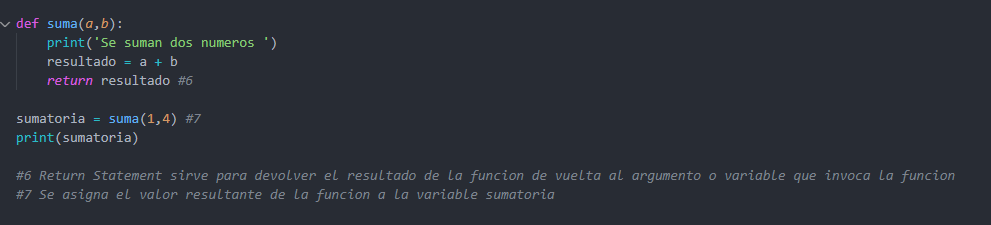 def suma(a,b):
    print('Se suman dos numeros ')
    resultado = a + b
    return resultado #6
sumatoria = suma(1,4) #7
print(sumatoria)
#6 Return Statement sirve para devolver el resultado de la funcion de vuelta al argumento o variable que invoca la funcion
#7 Se asigna el valor resultante de la funcion a la variable sumatoria